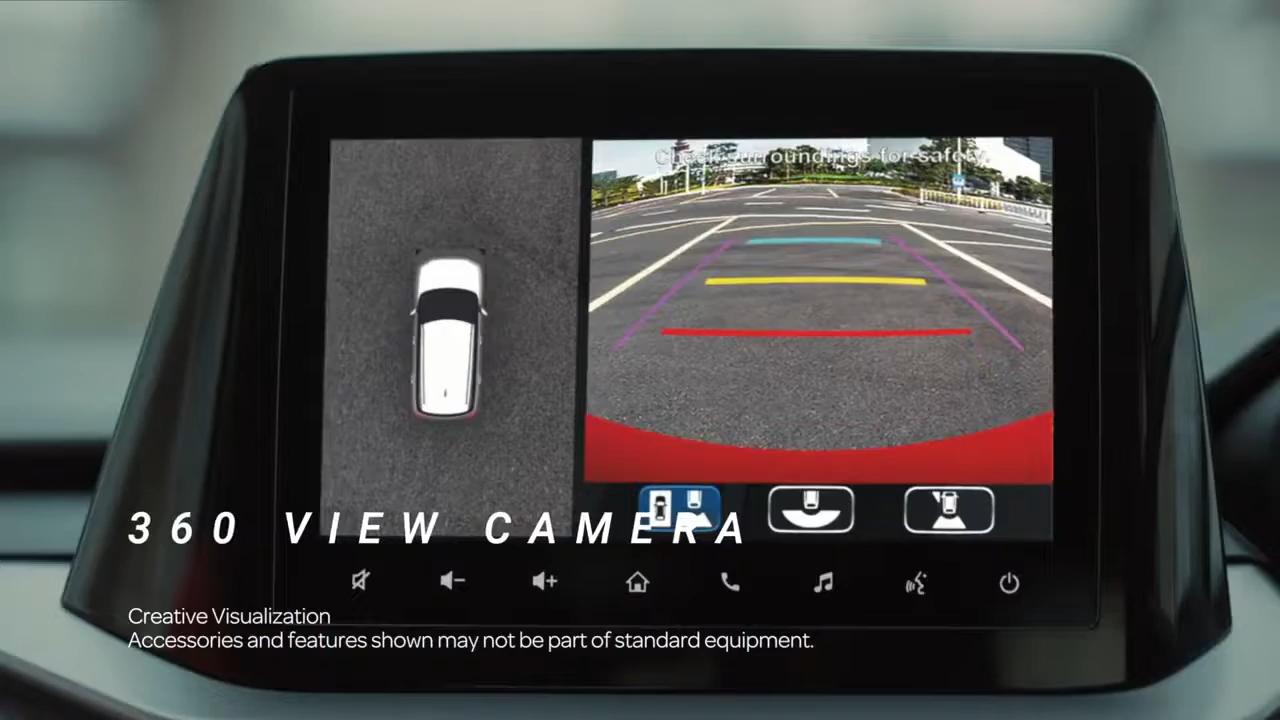 Check surroundings for safety.
360 VIEW CAMERA
Creative Visualization
Accessories and features shown may not be part of standard equipment.